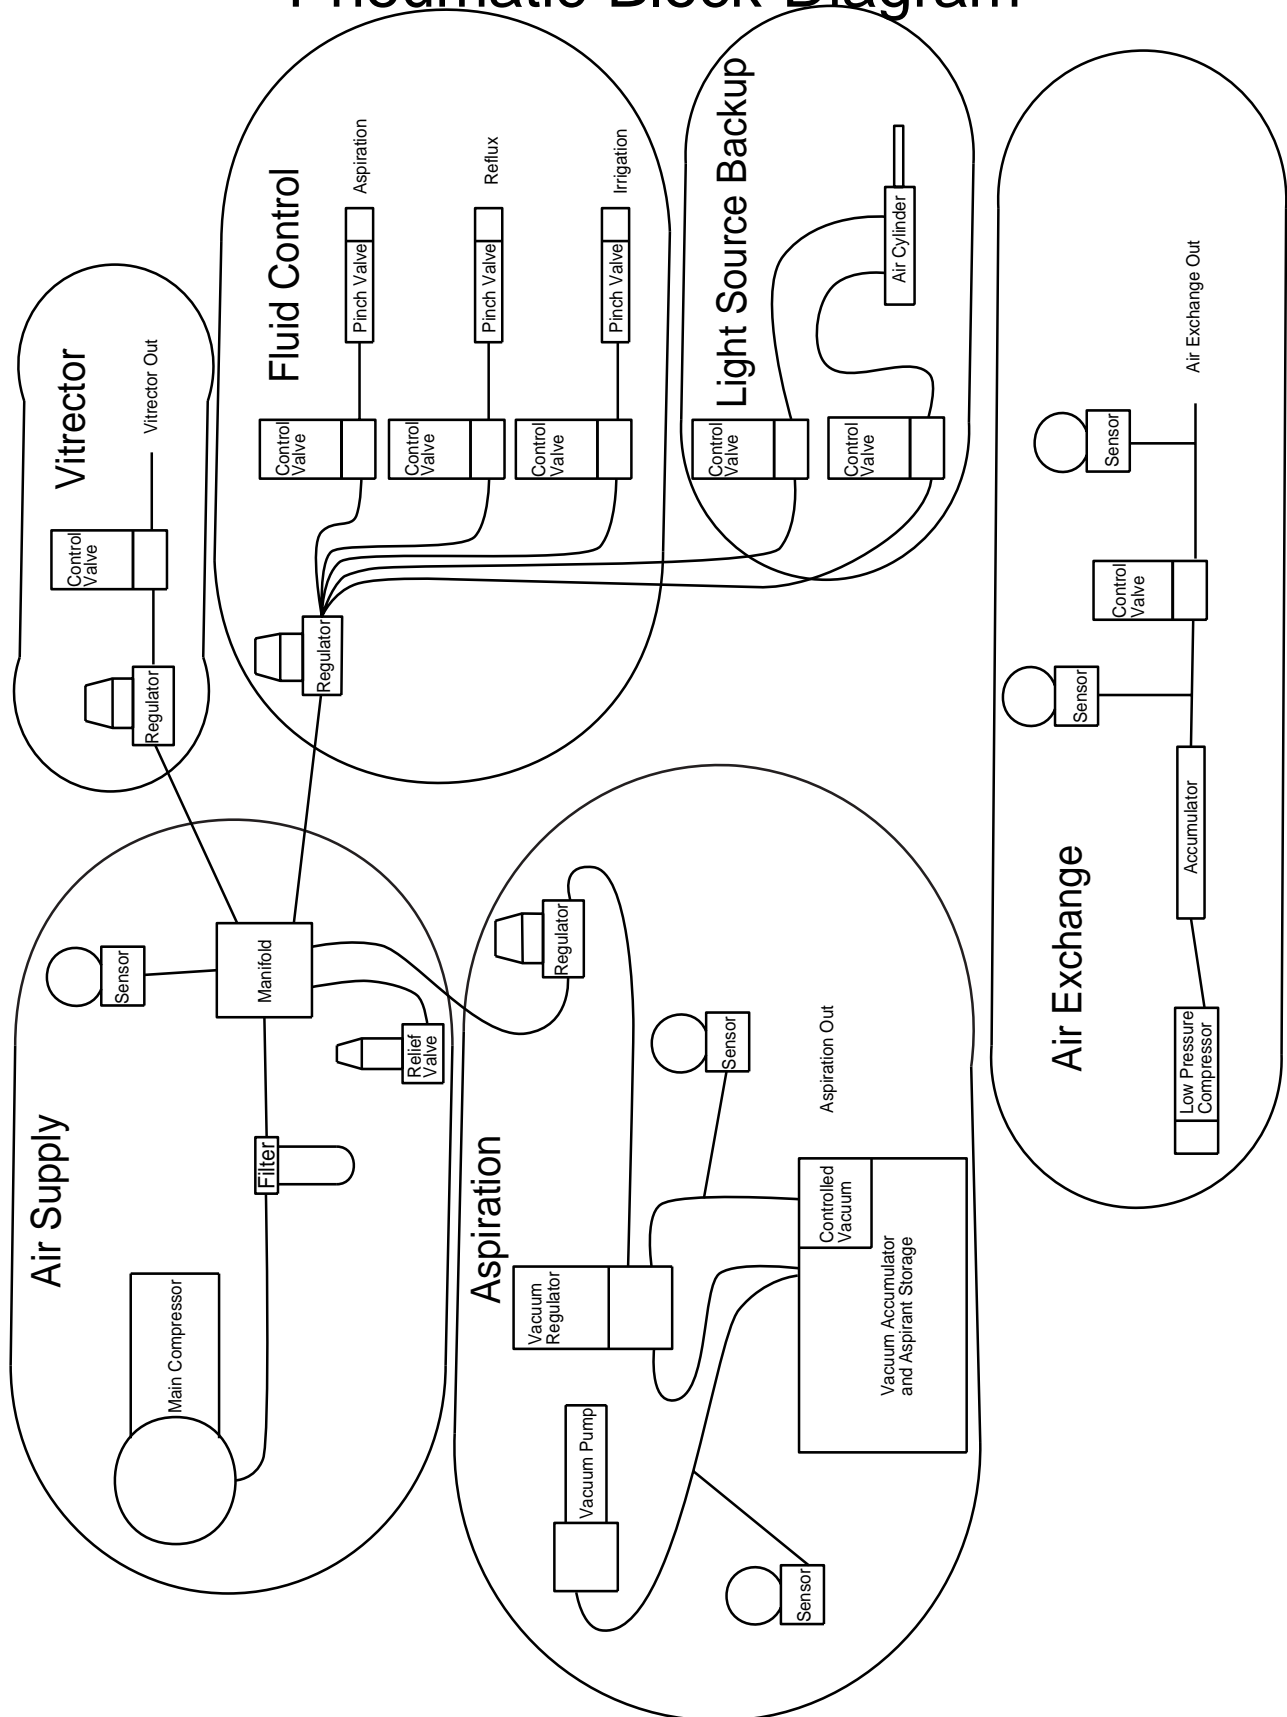 Pneumatic Block Diagram
Vitrector
Vitrector Out
Control
Valve
Regulator
Fluid Control
Aspiration
Pinch Valve
Control
Valve
Reflux
Pinch Valve
Control
Valve
Irrigation
Pinch Valve
Control
Valve
Regulator
Light Source Backup
Air Cylinder
Control
Valve
Control
Valve
Air Supply
Sensor
Manifold
Relief
Valve
Filter
Main Compressor
Aspiration
Regulator
Sensor
Aspiration Out
Vacuum
Regulator
Controlled
Vacuum
Vacuum Accumulator
and Aspirant Storage
Vacuum Pump
Sensor
Air Exchange
Air Exchange Out
Sensor
Control
Valve
Sensor
Accumulator
Low Pressure
Compressor